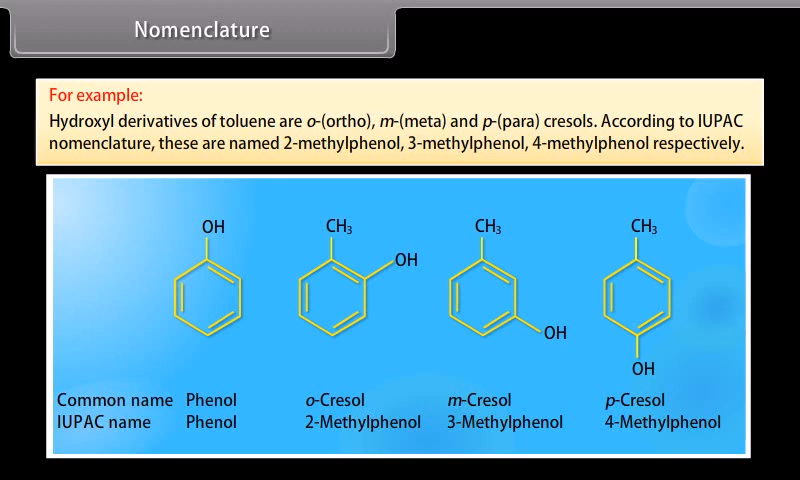 Nomenclature
For example:
Hydroxyl derivatives of toluene are o-(ortho), m-(meta) and p-(para) cresols. According to IUPAC
nomenclature, these are named 2-methylphenol, 3-methylphenol, 4-methylphenol respectively.
OH CH₃ CH₃ CH₃
OH
OH
OH
Common name Phenol o-Cresol m-Cresol p-Cresol
IUPAC name Phenol 2-Methylphenol 3-Methylphenol 4-Methylphenol